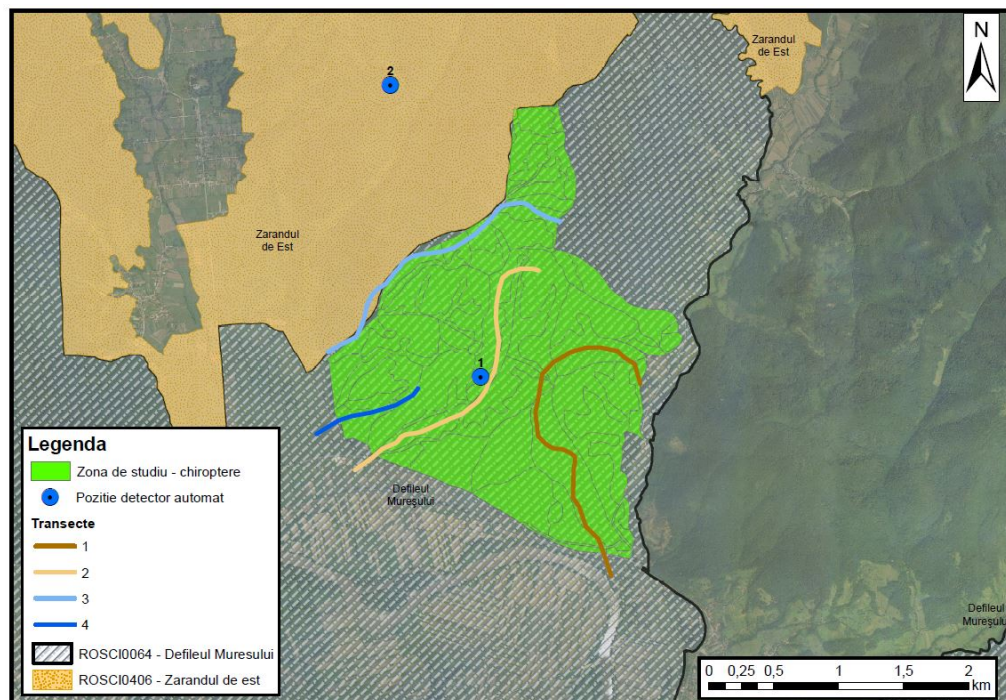 Zarandul
de Est
N
2
Zarandul
de Est
1
Defileul
Mureşului
Legenda
Zona de studiu - chiroptere
Pozitie detector automat
Transecte
1
2
3
4
ROSCI0064 - Defileul Muresului
ROSCI0406 - Zarandul de est
Defileul
Mureşului
0 0,25 0,5 1 1,5 2
km